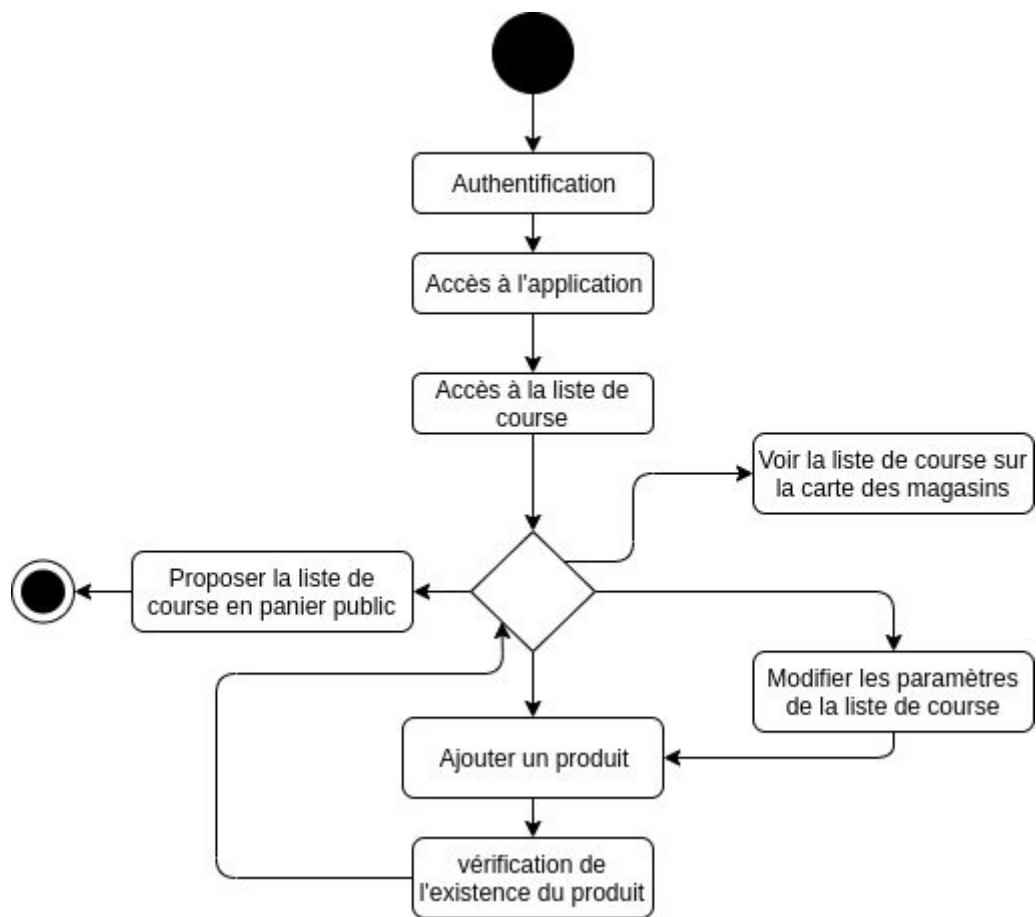 Authentification
Accès à l'application
Accès à la liste de
course
Voir la liste de course sur
la carte des magasins
Proposer la liste de
course en panier public
Modifier les paramètres
de la liste de course
Ajouter un produit
vérification de
l'existence du produit